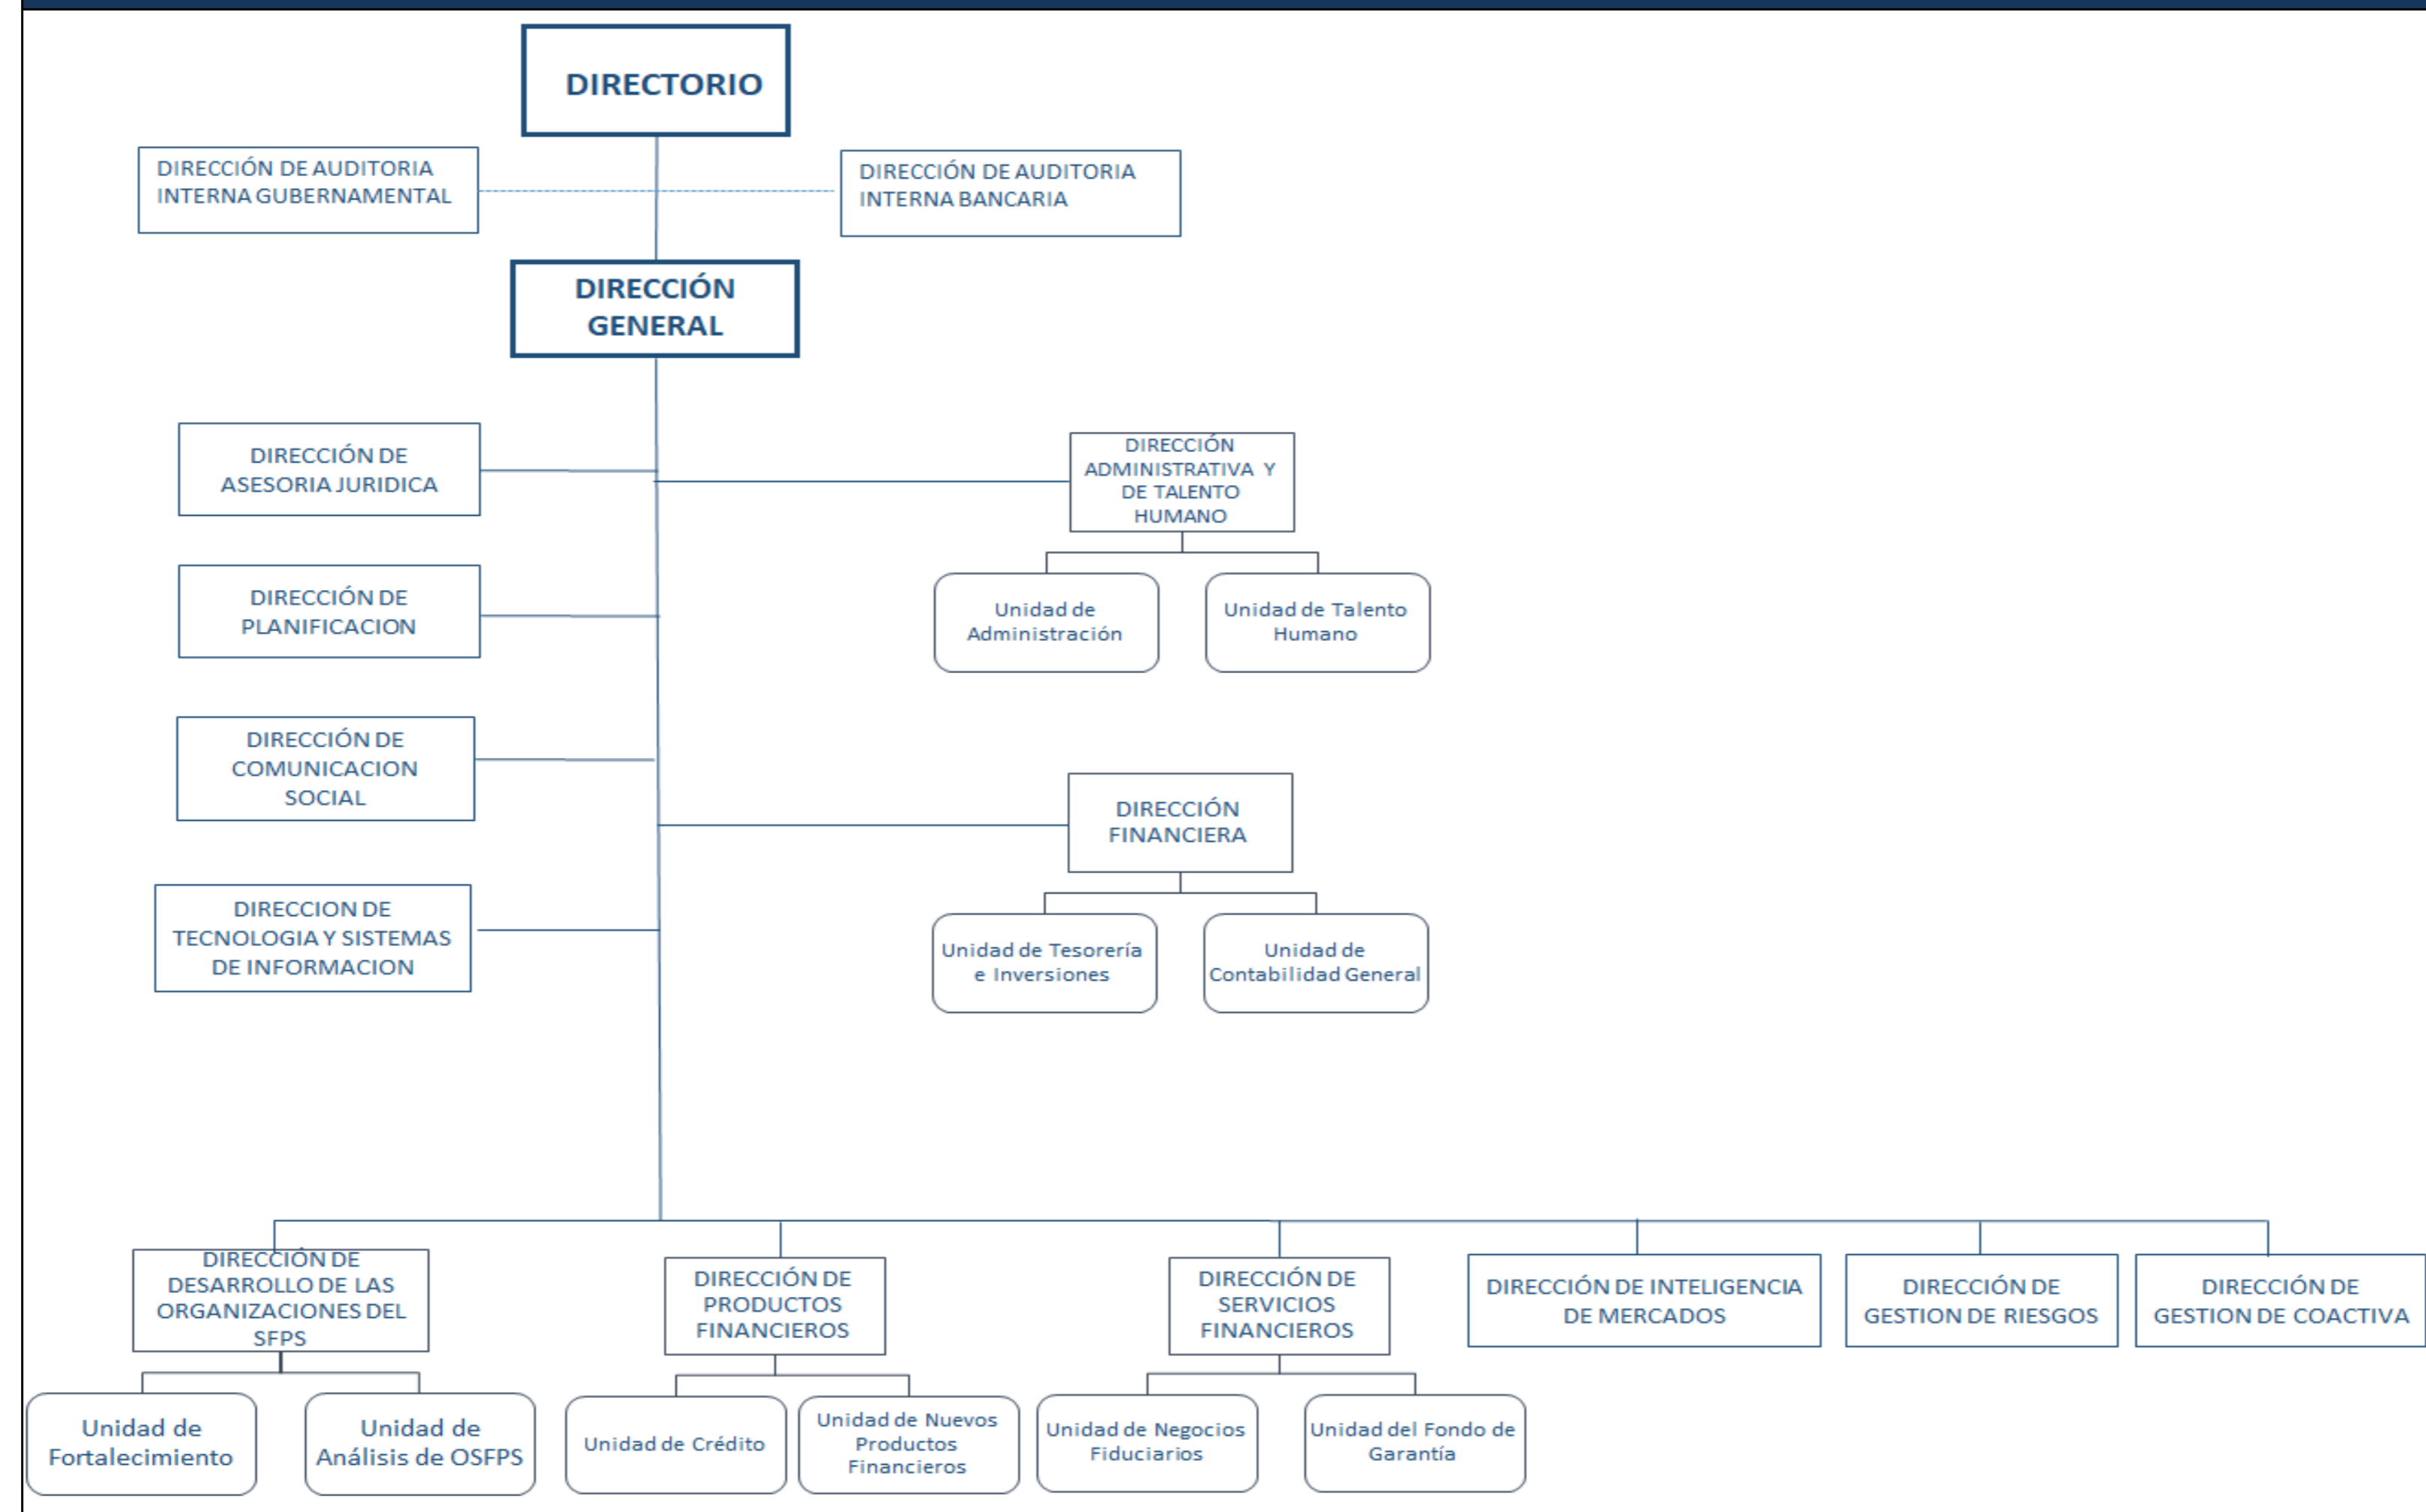 DIRECTORIO
DIRECCIÓN DE AUDITORIA
INTERNA GUBERNAMENTAL
DIRECCIÓN DE AUDITORIA
INTERNA BANCARIA
DIRECCIÓN
GENERAL
DIRECCIÓN DE
ASESORIA JURIDICA
DIRECCIÓN
ADMINISTRATIVA Y
DE TALENTO
HUMANO
DIRECCIÓN DE
PLANIFICACION
Unidad de
Administración
Unidad de Talento
Humano
DIRECCIÓN DE
COMUNICACION
SOCIAL
DIRECCIÓN
FINANCIERA
DIRECCION DE
TECNOLOGIA Y SISTEMAS
DE INFORMACION
Unidad de Tesorería
e Inversiones
Unidad de
Contabilidad General
DIRECCIÓN DE
DESARROLLO DE LAS
ORGANIZACIONES DEL
SFPS
DIRECCIÓN DE
PRODUCTOS
FINANCIEROS
DIRECCIÓN DE
SERVICIOS
FINANCIEROS
DIRECCIÓN DE INTELIGENCIA
DE MERCADOS
DIRECCIÓN DE
GESTION DE RIESGOS
DIRECCIÓN DE
GESTION DE COACTIVA
Unidad de
Fortalecimiento
Unidad de
Análisis de OSFPS
Unidad de Crédito
Unidad de Nuevos
Productos
Financieros
Unidad de Negocios
Fiduciarios
Unidad del Fondo de
Garantía